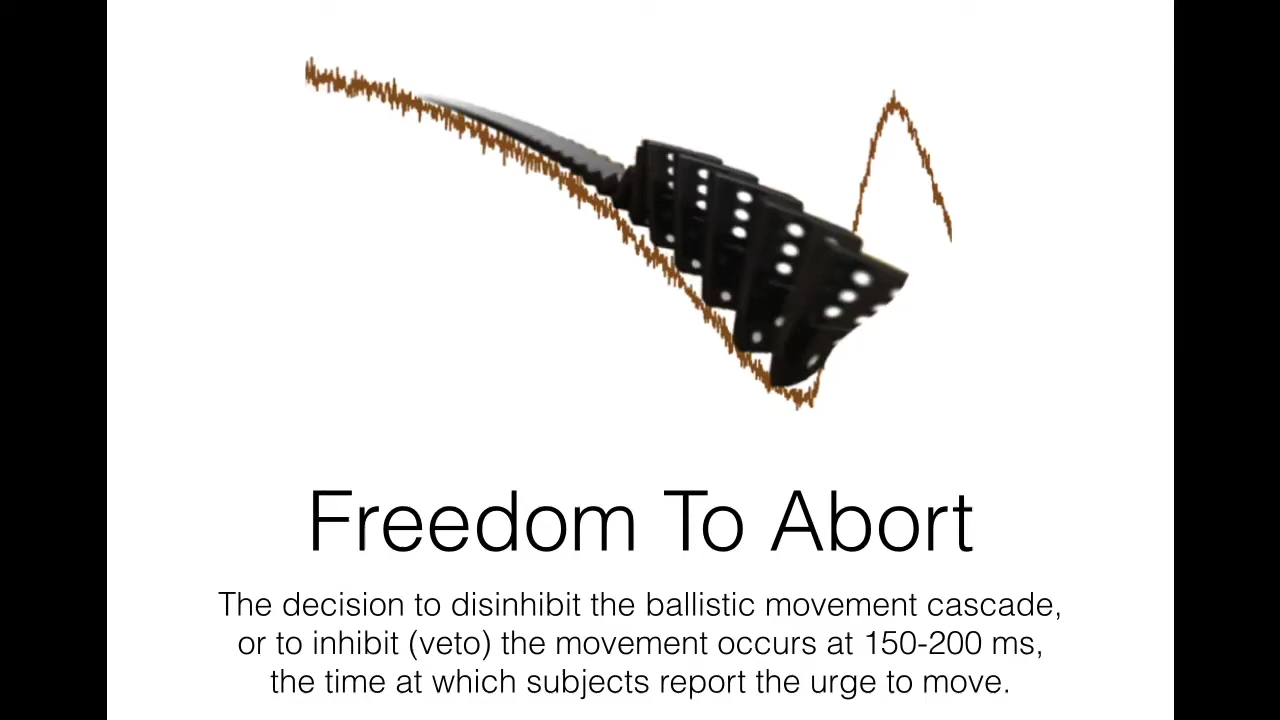 Freedom To Abort
The decision to disinhibit the ballistic movement cascade,
or to inhibit (veto) the movement occurs at 150-200 ms,
the time at which subjects report the urge to move.